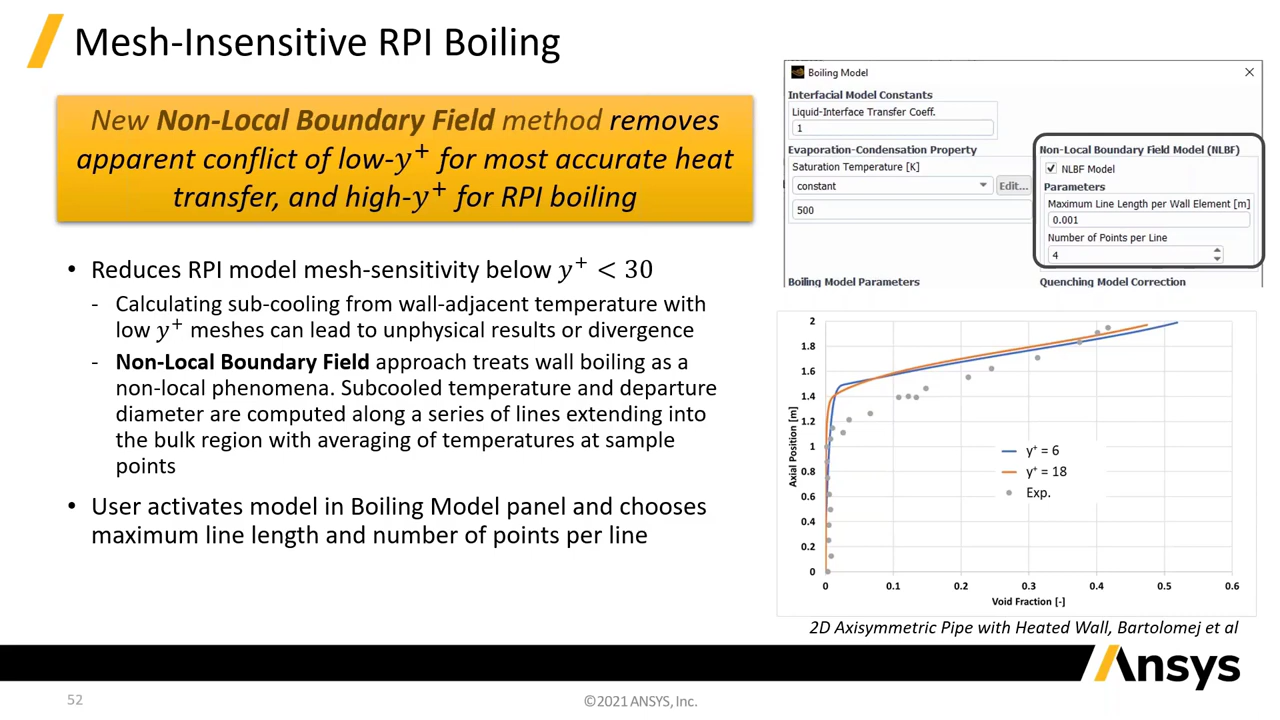 Mesh-Insensitive RPI Boiling
New Non-Local Boundary Field method removes
apparent conflict of low-y⁺ for most accurate heat
transfer, and high-y⁺ for RPI boiling
• Reduces RPI model mesh-sensitivity below y⁺ < 30
- Calculating sub-cooling from wall-adjacent temperature with
low y⁺ meshes can lead to unphysical results or divergence
- Non-Local Boundary Field approach treats wall boiling as a
non-local phenomena. Subcooled temperature and departure
diameter are computed along a series of lines extending into
the bulk region with averaging of temperatures at sample
points
• User activates model in Boiling Model panel and chooses
maximum line length and number of points per line
Boiling Model
Interfacial Model Constants
Liquid-Interface Transfer Coeff.
1
Evaporation-Condensation Property
Saturation Temperature [K]
constant
Edit...
500
Boiling Model Parameters
Non-Local Boundary Field Model (NLBF)
NLBF Model
Parameters
Maximum Line Length per Wall Element [m]
0.001
Number of Points per Line
4
Quenching Model Correction
Axial Position [m]
2
1.8
1.6
1.4
1.2
1
0.8
0.6
0.4
0.2
0
y⁺ = 6
y⁺ = 18
Exp.
0 0.1 0.2 0.3 0.4 0.5 0.6
Void Fraction [-]
2D Axisymmetric Pipe with Heated Wall, Bartolomej et al
Ansys
52
©2021 ANSYS, Inc.